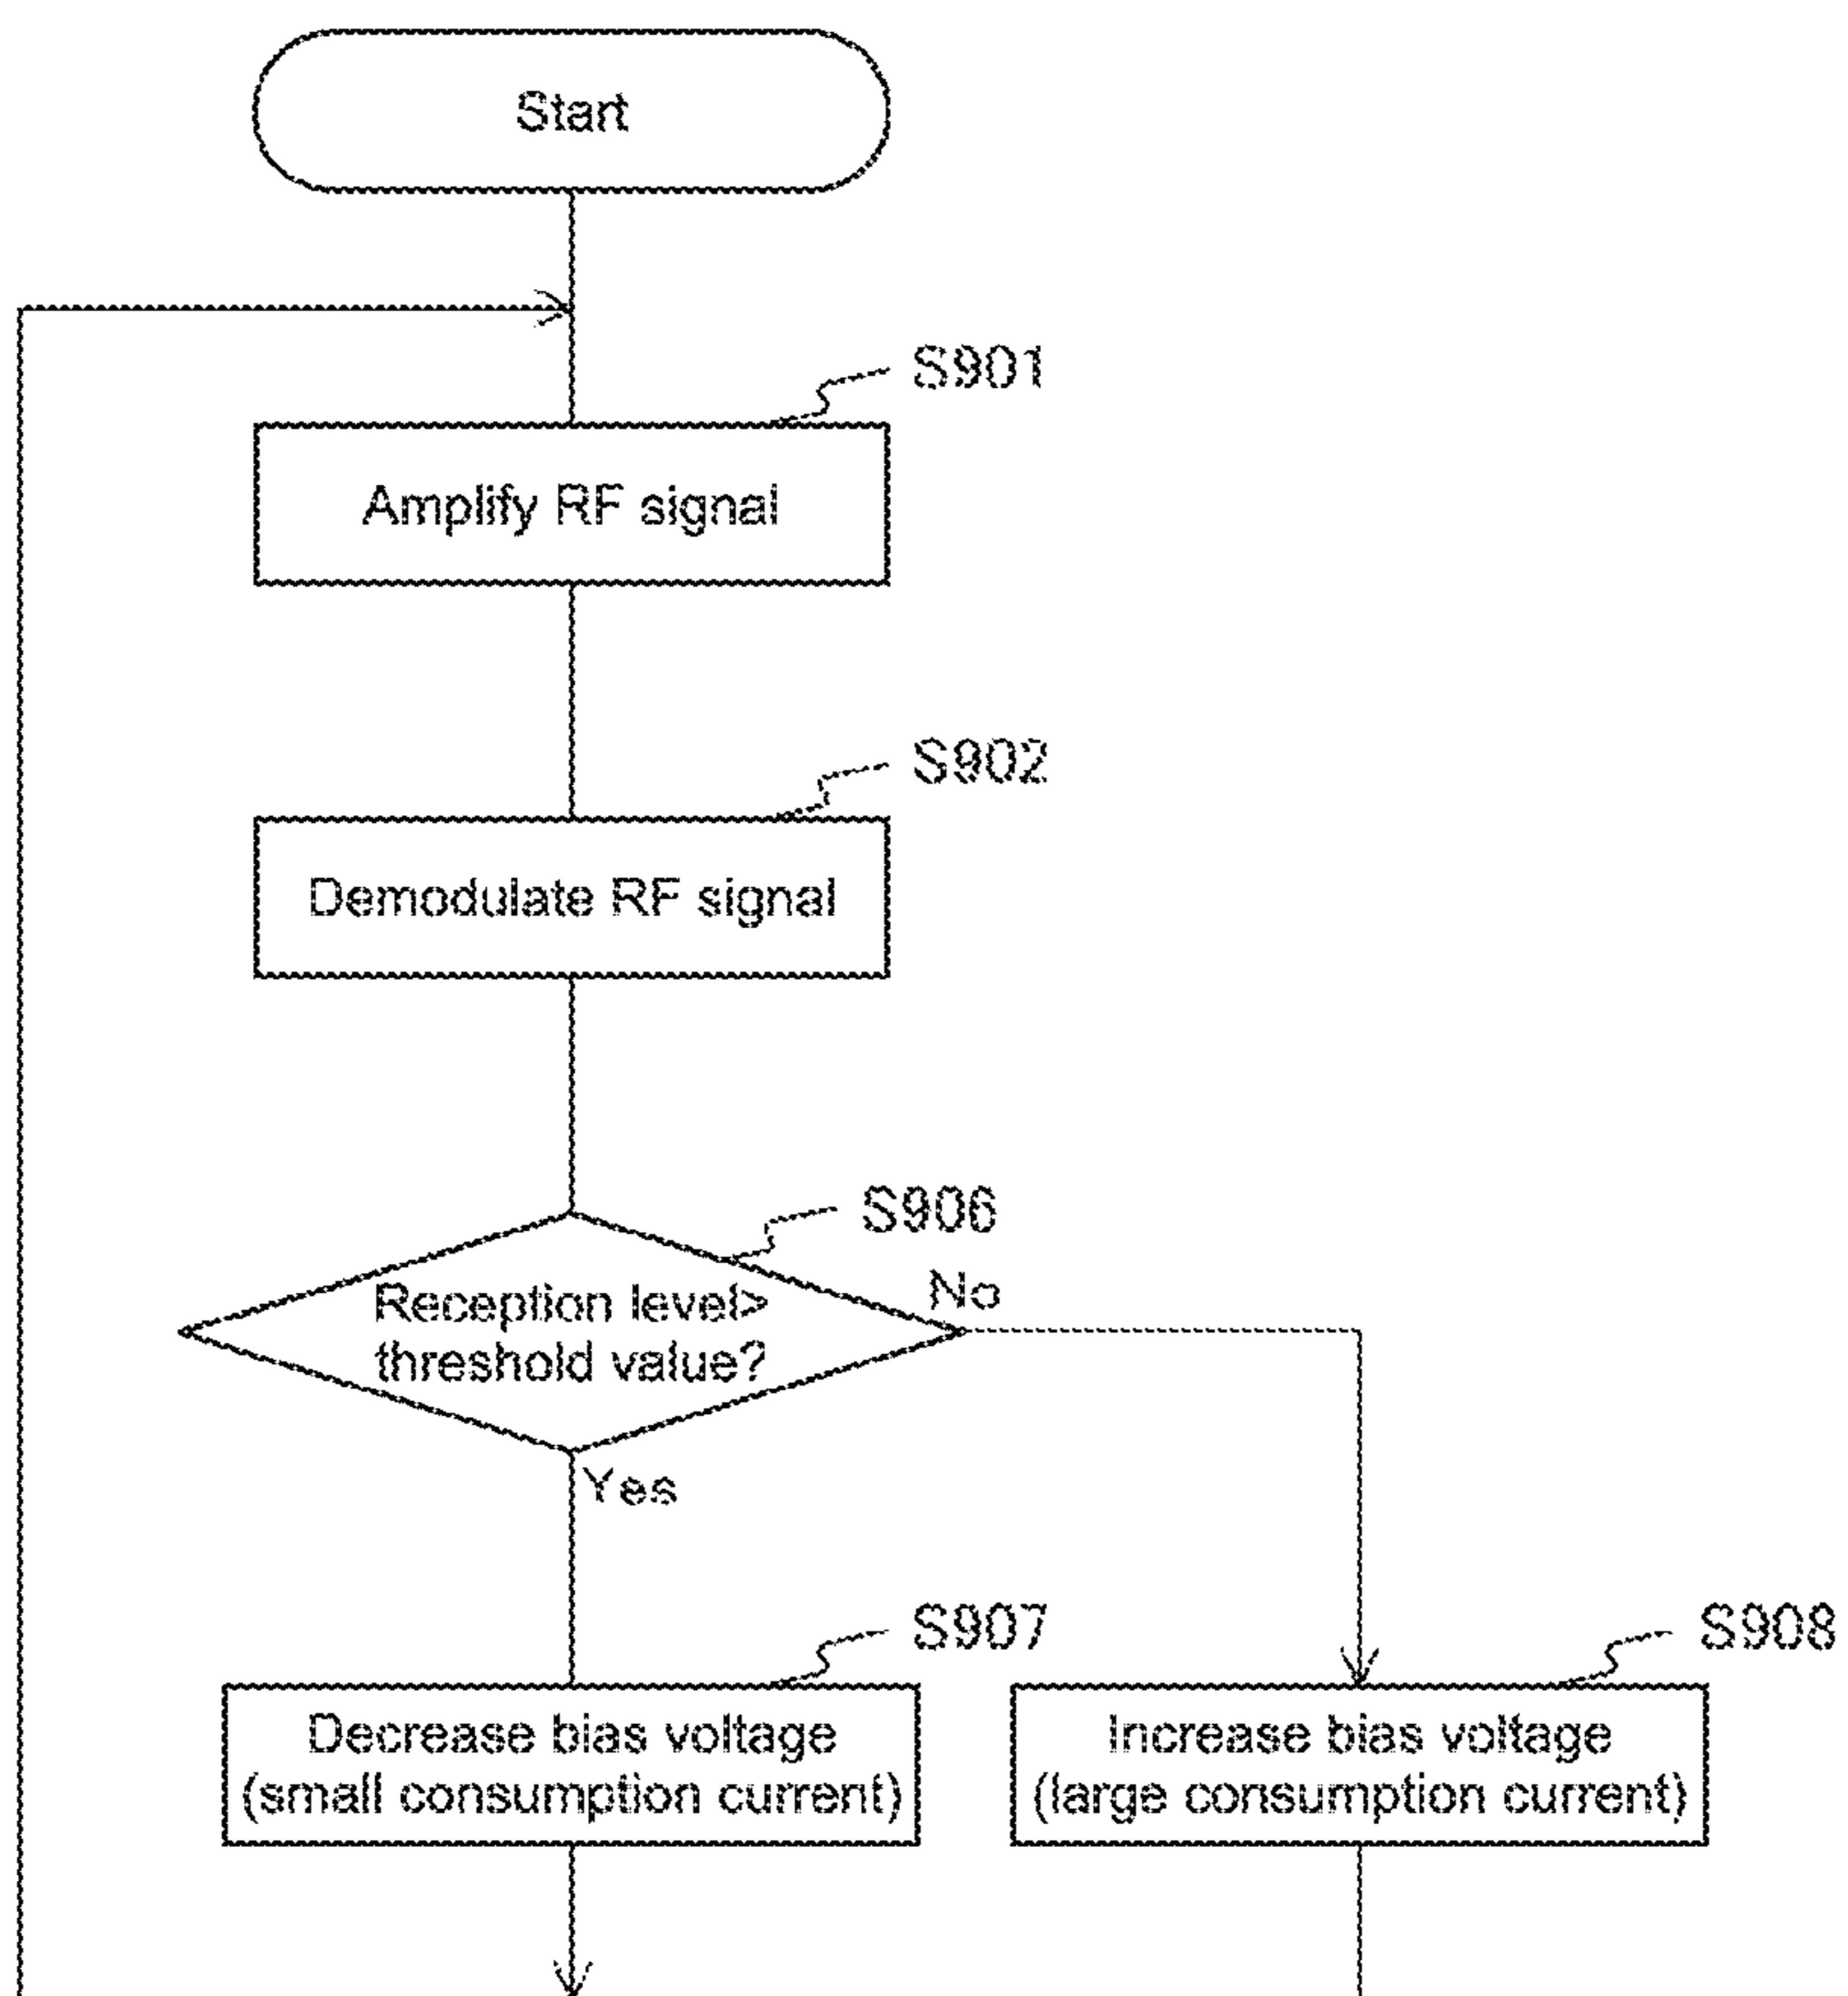 Start
S901
Amplify RF signal
S902
Demodulate RF signal
S906
No
Reception level>
threshold value?
Yes
S907
S908
Decrease bias voltage
(small consumption current)
Increase bias voltage
(large consumption current)